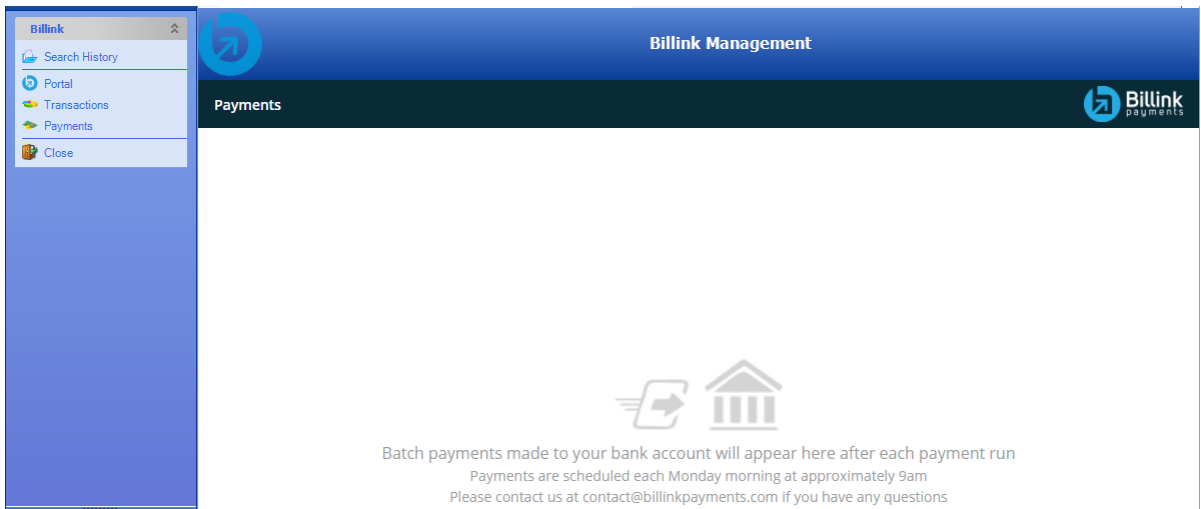 Billink
Search History
Portal
Transactions
Payments
Close
Billink Management
Payments
Billink
payments
Batch payments made to your bank account will appear here after each payment run
Payments are scheduled each Monday morning at approximately 9am
Please contact us at contact@billinkpayments.com if you have any questions